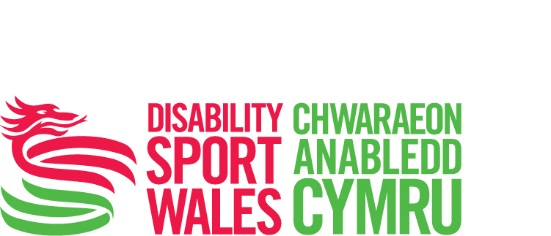 DISABILITY
SPORT
WALES
CHWARAEON
ANABLEDD
CYMRU